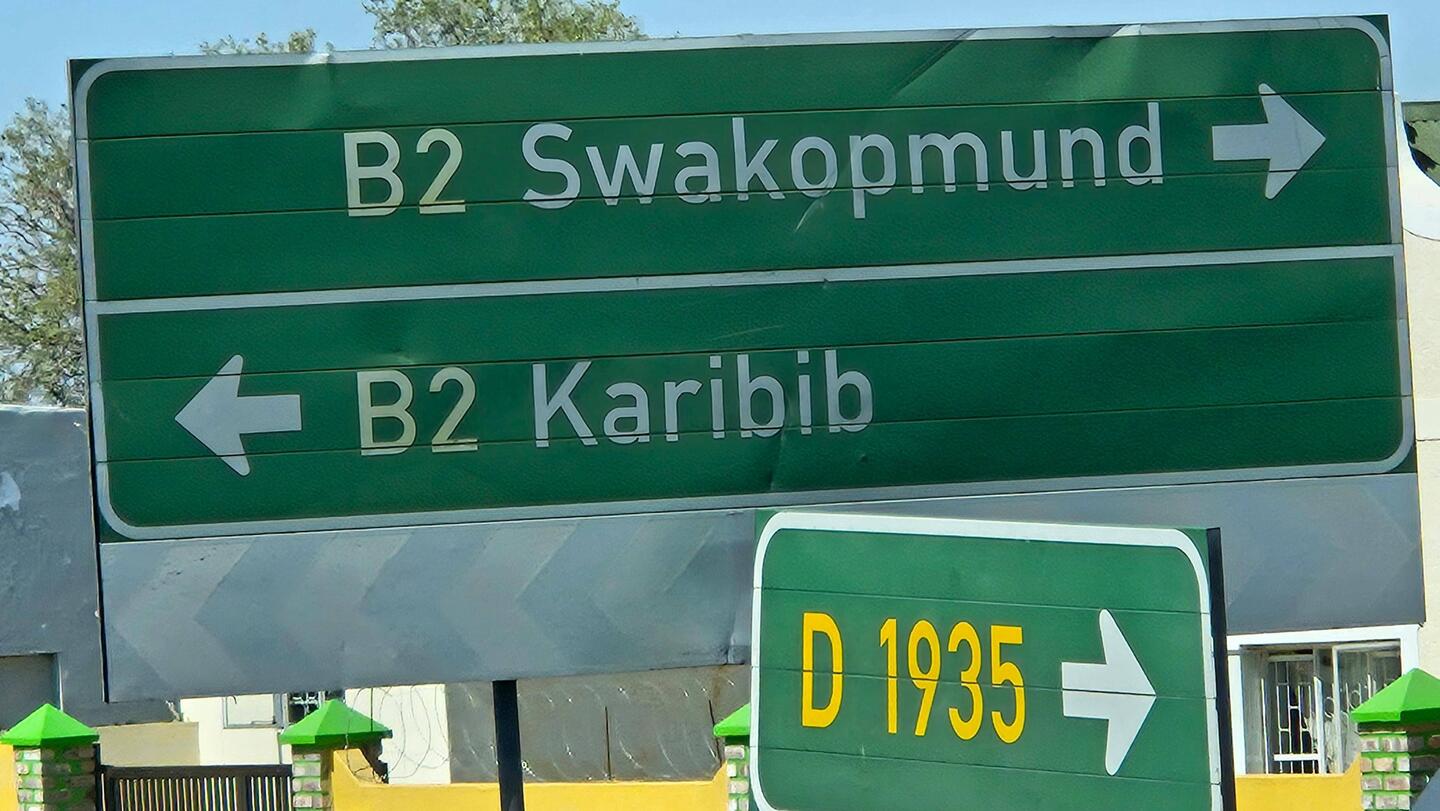 B2 Swakopmund
B2 Karibib
D 1935